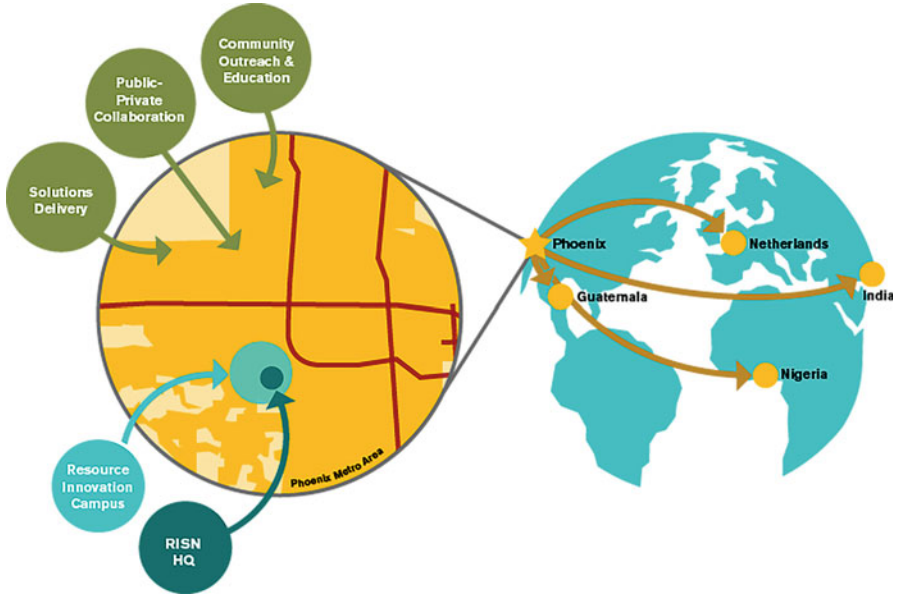 Community
Outreach &
Education
Public-
Private
Collaboration
Solutions
Delivery
Resource
Innovation
Campus
RISN
HQ
Phoenix Metro Area
Phoenix
Netherlands
Guatemala
India
Nigeria